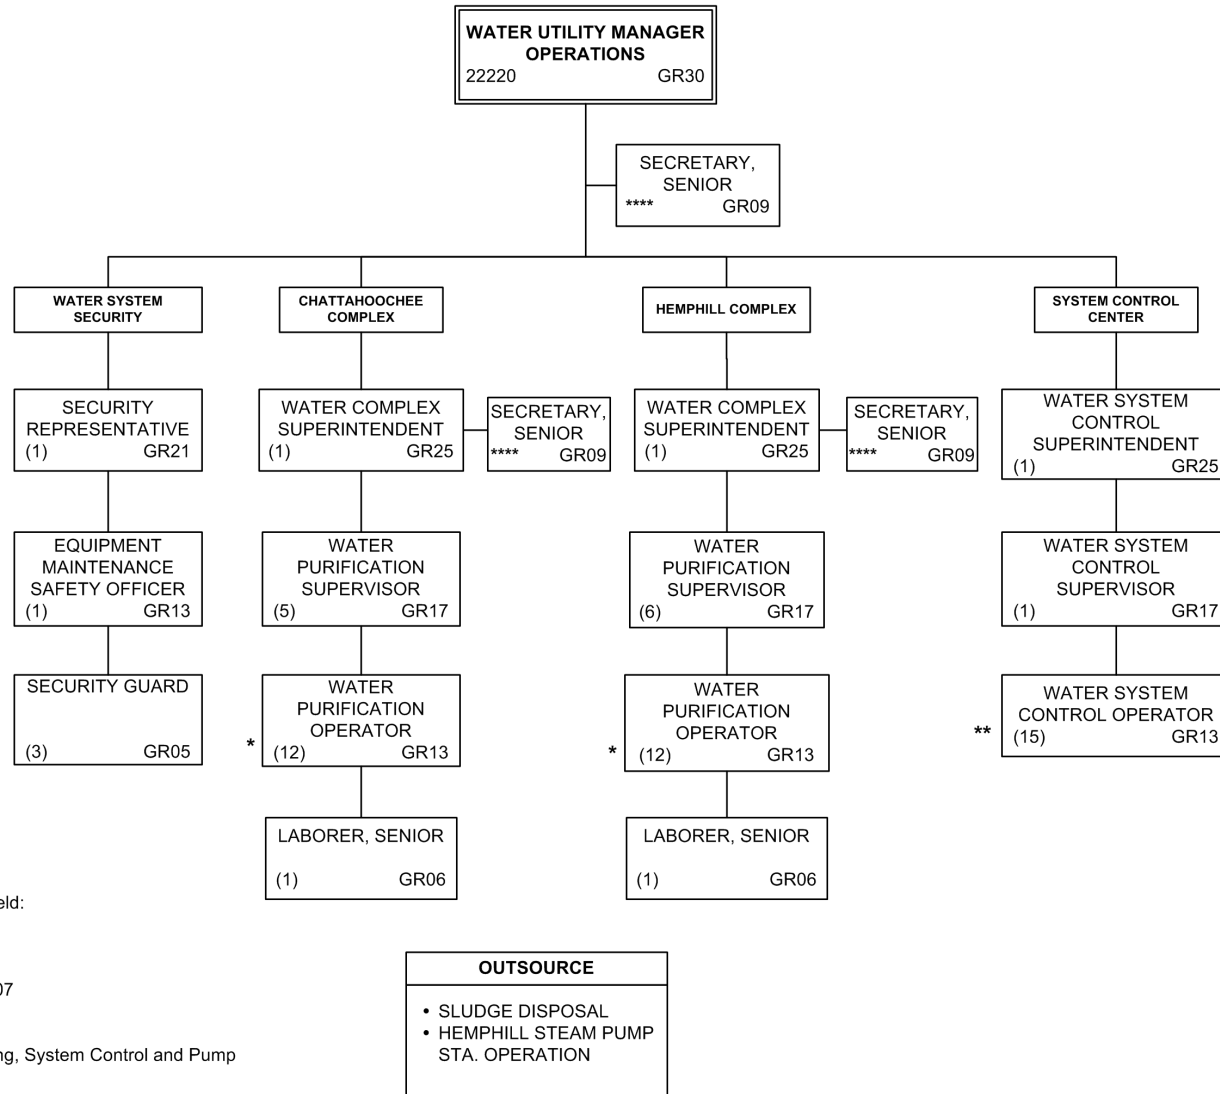 WATER UTILITY MANAGER
OPERATIONS
22220 GR30
SECRETARY,
SENIOR
**** GR09
WATER SYSTEM
SECURITY
CHATTAHOOCHEE
COMPLEX
HEMPHILL COMPLEX
SYSTEM CONTROL
CENTER
SECURITY
REPRESENTATIVE
(1) GR21
WATER COMPLEX
SUPERINTENDENT
(1) GR25
SECRETARY,
SENIOR
**** GR09
WATER COMPLEX
SUPERINTENDENT
(1) GR25
SECRETARY,
SENIOR
**** GR09
WATER SYSTEM
CONTROL
SUPERINTENDENT
(1) GR25
EQUIPMENT
MAINTENANCE
SAFETY OFFICER
(1) GR13
WATER
PURIFICATION
SUPERVISOR
(5) GR17
WATER
PURIFICATION
SUPERVISOR
(6) GR17
WATER SYSTEM
CONTROL
SUPERVISOR
(1) GR17
SECURITY GUARD
(3) GR05
WATER
PURIFICATION
OPERATOR
* (12) GR13
WATER
PURIFICATION
OPERATOR
* (12) GR13
WATER SYSTEM
CONTROL OPERATOR
** (15) GR13
LABORER, SENIOR
(1) GR06
LABORER, SENIOR
(1) GR06
eld:
07
ng, System Control and Pump
OUTSOURCE
• SLUDGE DISPOSAL
• HEMPHILL STEAM PUMP
STA. OPERATION